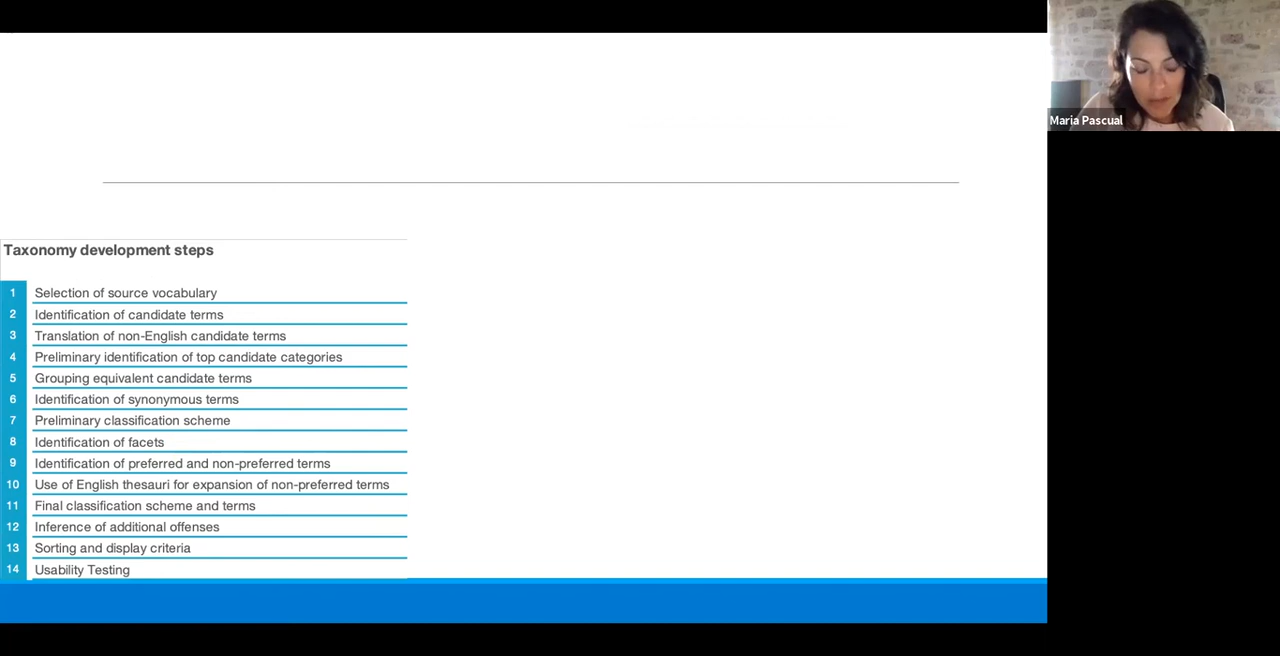 Maria Pascual
Taxonomy development steps
1 Selection of source vocabulary
2 Identification of candidate terms
3 Translation of non-English candidate terms
4 Preliminary identification of top candidate categories
5 Grouping equivalent candidate terms
6 Identification of synonymous terms
7 Preliminary classification scheme
8 Identification of facets
9 Identification of preferred and non-preferred terms
10 Use of English thesauri for expansion of non-preferred terms
11 Final classification scheme and terms
12 Inference of additional offenses
13 Sorting and display criteria
14 Usability Testing